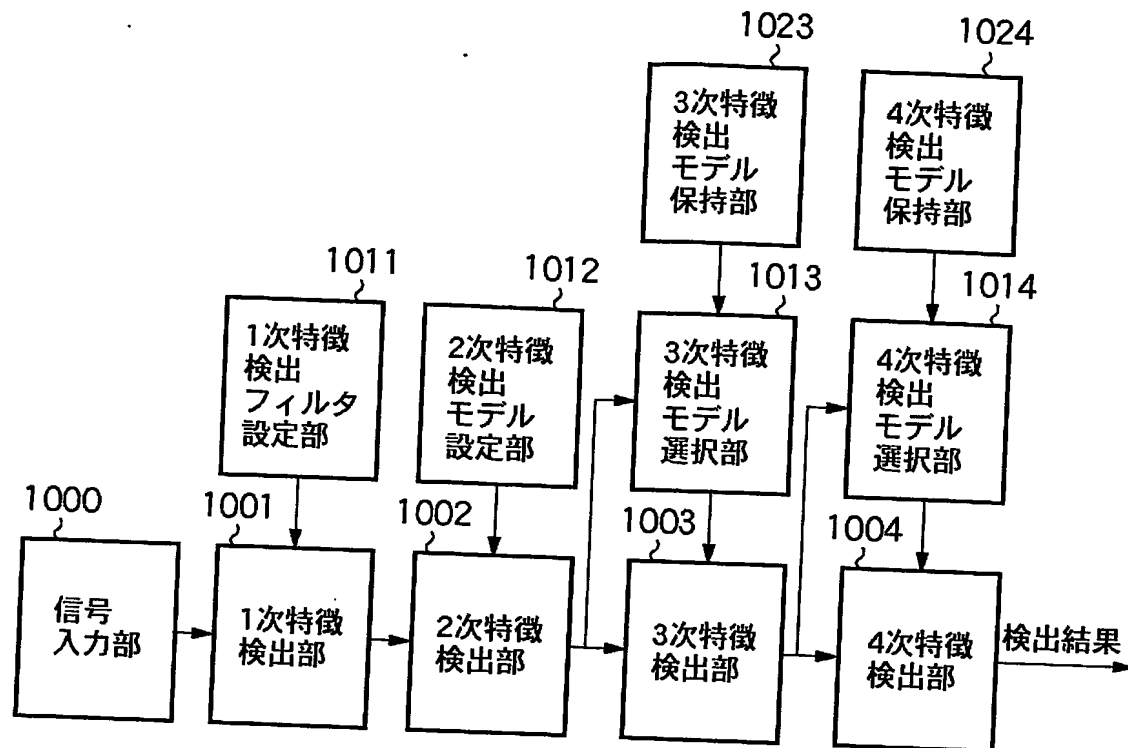 1023
3次特徴
検出
モデル
保持部
1024
4次特徴
検出
モデル
保持部
1011
1次特徴
検出
フィルタ
設定部
1012
2次特徴
検出
モデル
設定部
1013
3次特徴
検出
モデル
選択部
1014
4次特徴
検出
モデル
選択部
1000
信号
入力部
1001
1次特徴
検出部
1002
2次特徴
検出部
1003
3次特徴
検出部
1004
4次特徴
検出部
検出結果